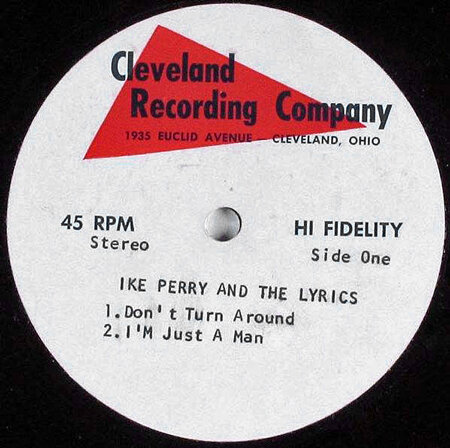 Cleveland
Recording Company
1935 EUCLID AVENUE - CLEVELAND, OHIO
45 RPM HI FIDELITY
Stereo Side One
IKE PERRY AND THE LYRICS
1.Don't Turn Around
2.I'M Just A Man